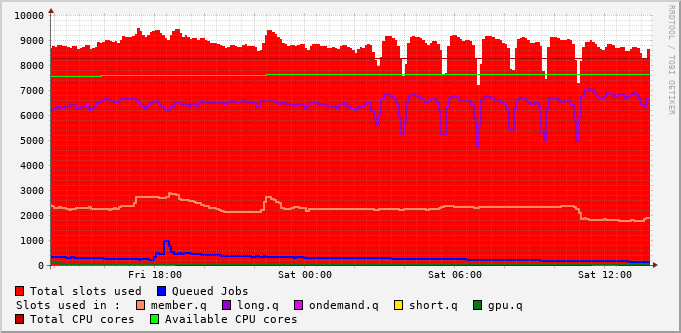 10000
9000
8000
7000
6000
5000
4000
3000
2000
1000
0
Fri 18:00 Sat 00:00 Sat 06:00 Sat 12:00
Total slots used Queued Jobs
Slots used in : member.q long.q ondemand.q short.q gpu.q
Total CPU cores Available CPU cores
RRDTOOL / TOBI OETIKER